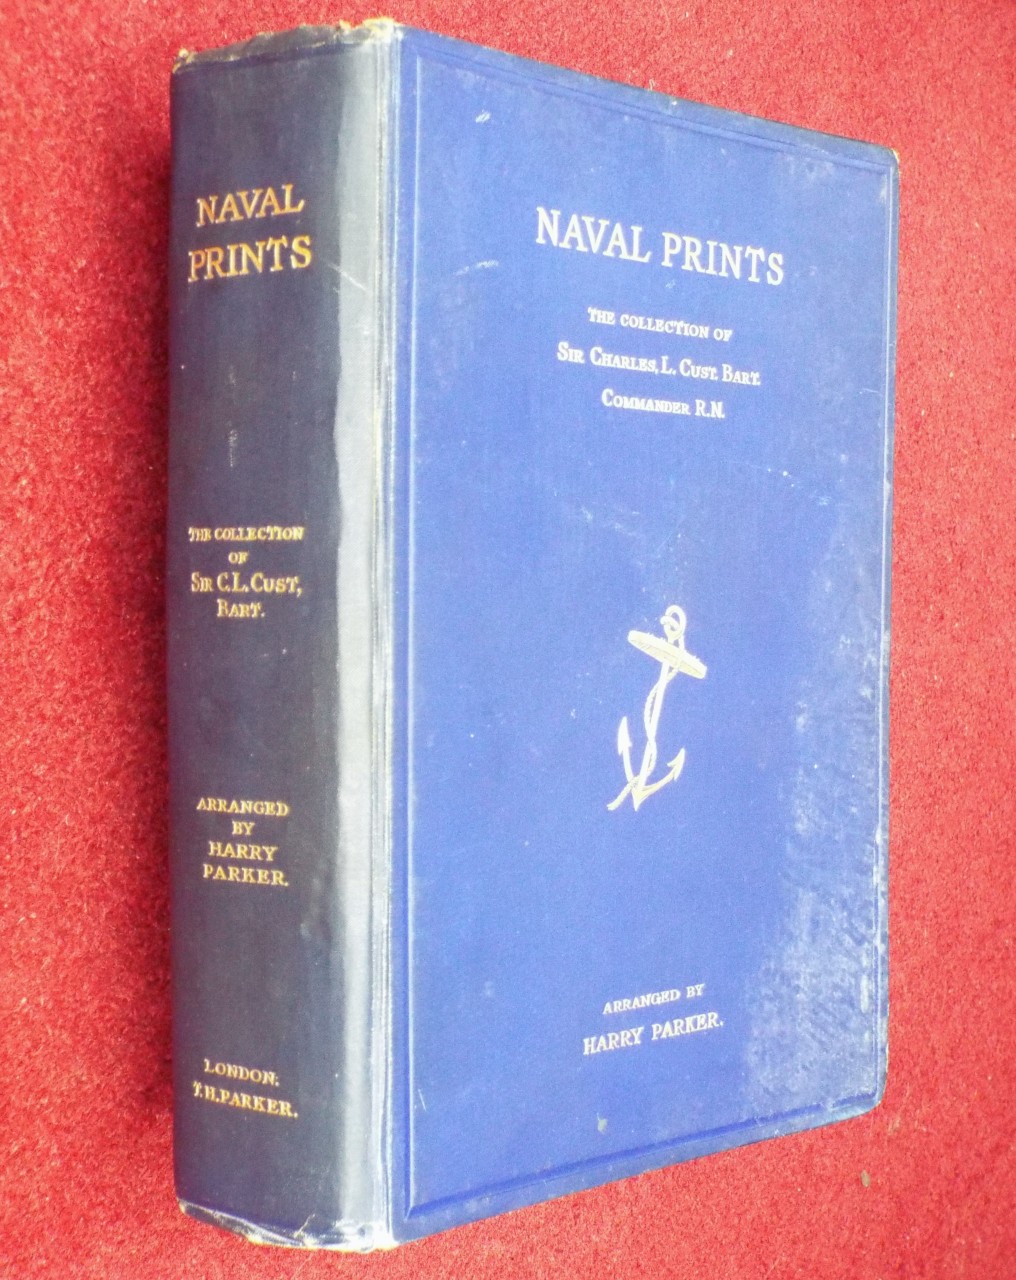 NAVAL
PRINTS
THE COLLECTION
OF
SIR C.L. CUST,
BART.
ARRANGED
BY
HARRY
PARKER.
LONDON:
T.H. PARKER.
NAVAL PRINTS
THE COLLECTION OF
SIR CHARLES, L. CUST. BART.
COMMANDER R.N.
ARRANGED BY
HARRY PARKER.